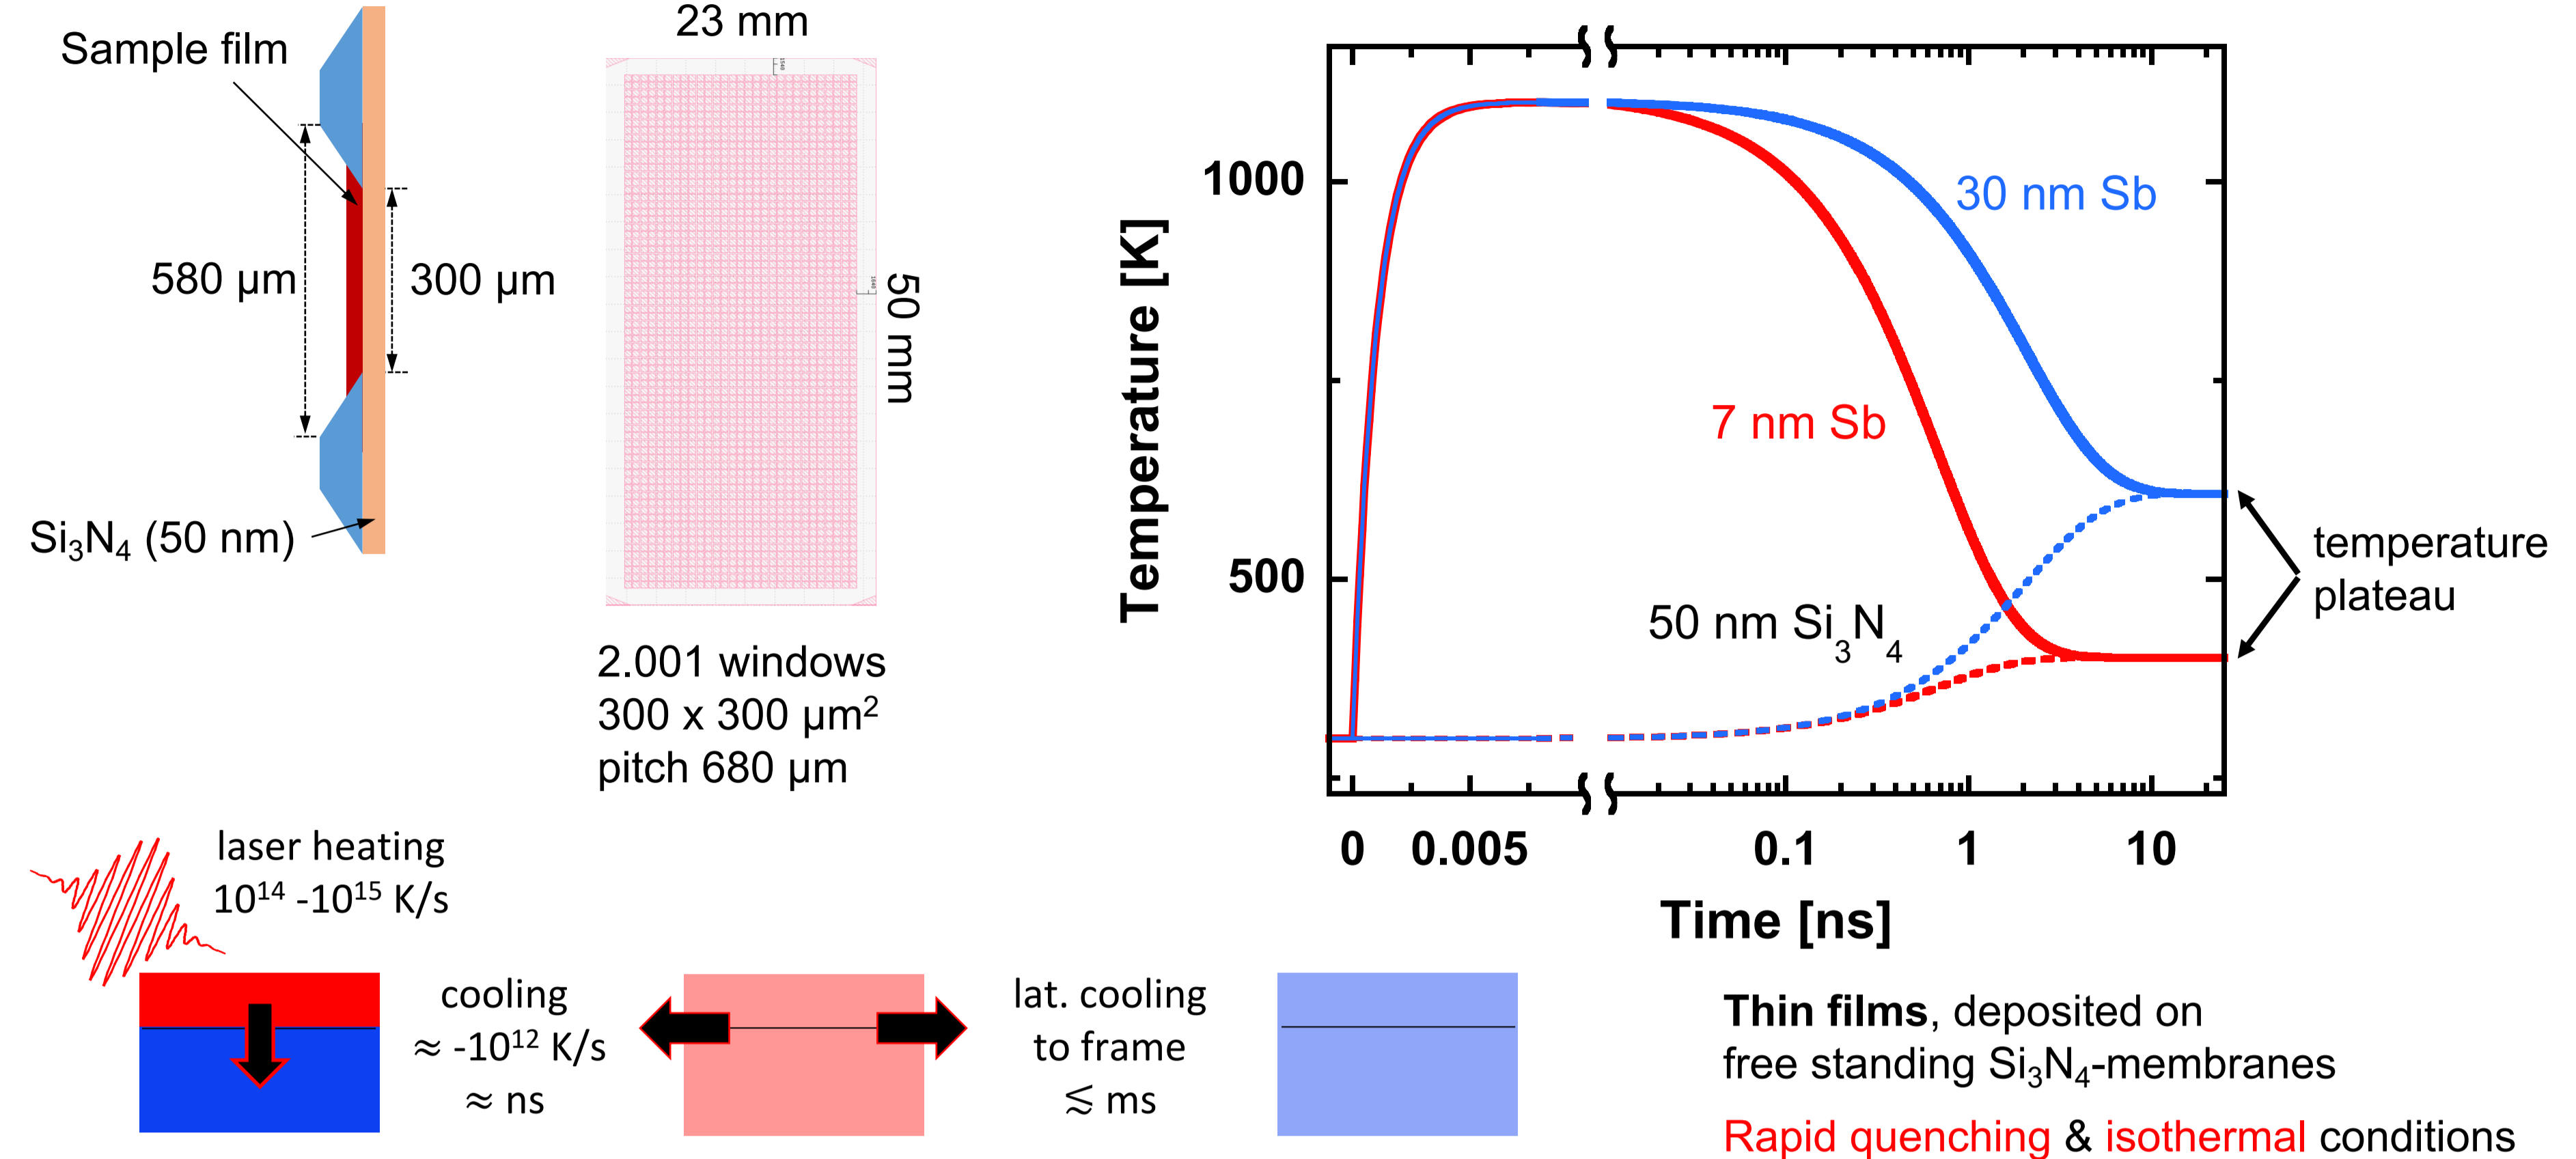 Sample film
580 µm
300 µm
Si₃N₄ (50 nm)
23 mm
50 mm
2.001 windows
300 x 300 µm²
pitch 680 µm
Temperature [K]
1000
500
30 nm Sb
7 nm Sb
50 nm Si₃N₄
temperature
plateau
0
0.005
0.1
1
10
Time [ns]
laser heating
10¹⁴ -10¹⁵ K/s
cooling
≈ -10¹² K/s
≈ ns
lat. cooling
to frame
≲ ms
Thin films, deposited on
free standing Si₃N₄-membranes
Rapid quenching & isothermal conditions